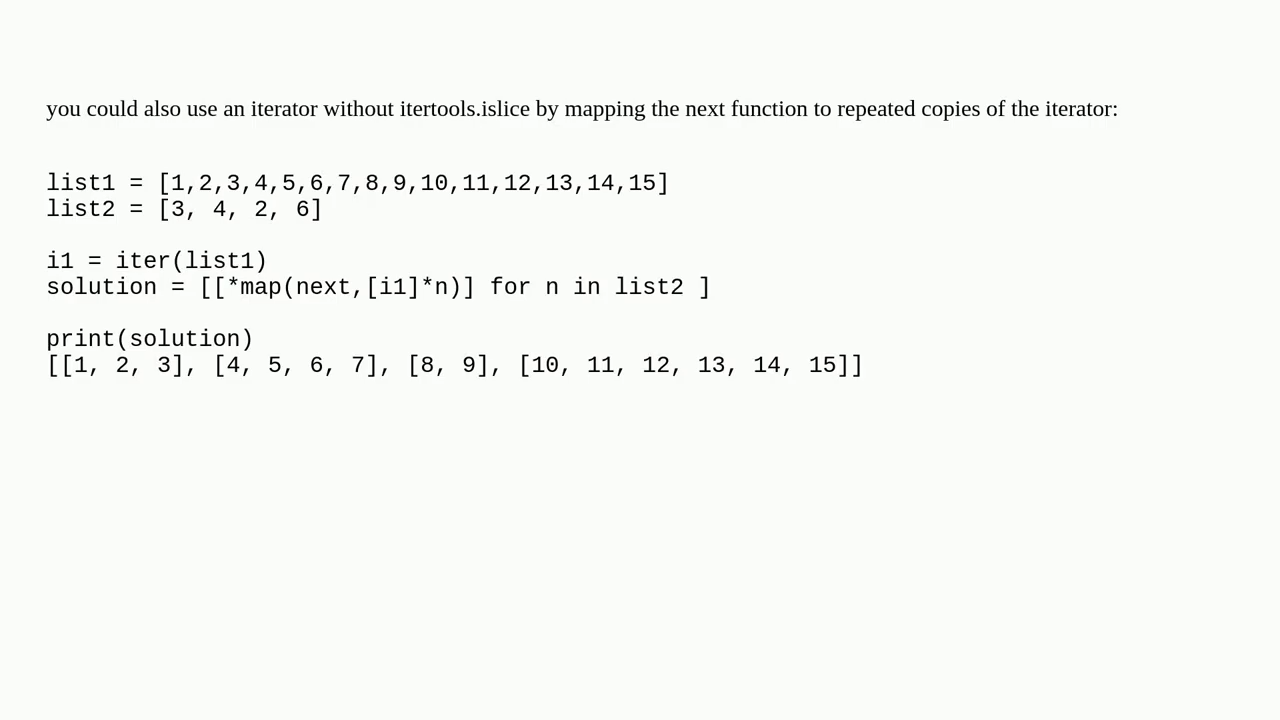 you could also use an iterator without itertools.islice by mapping the next function to repeated copies of the iterator:
list1 = [1,2,3,4,5,6,7,8,9,10,11,12,13,14,15]
list2 = [3, 4, 2, 6]
i1 = iter(list1)
solution = [[*map(next,[i1]*n)] for n in list2 ]
print(solution)
[[1, 2, 3], [4, 5, 6, 7], [8, 9], [10, 11, 12, 13, 14, 15]]